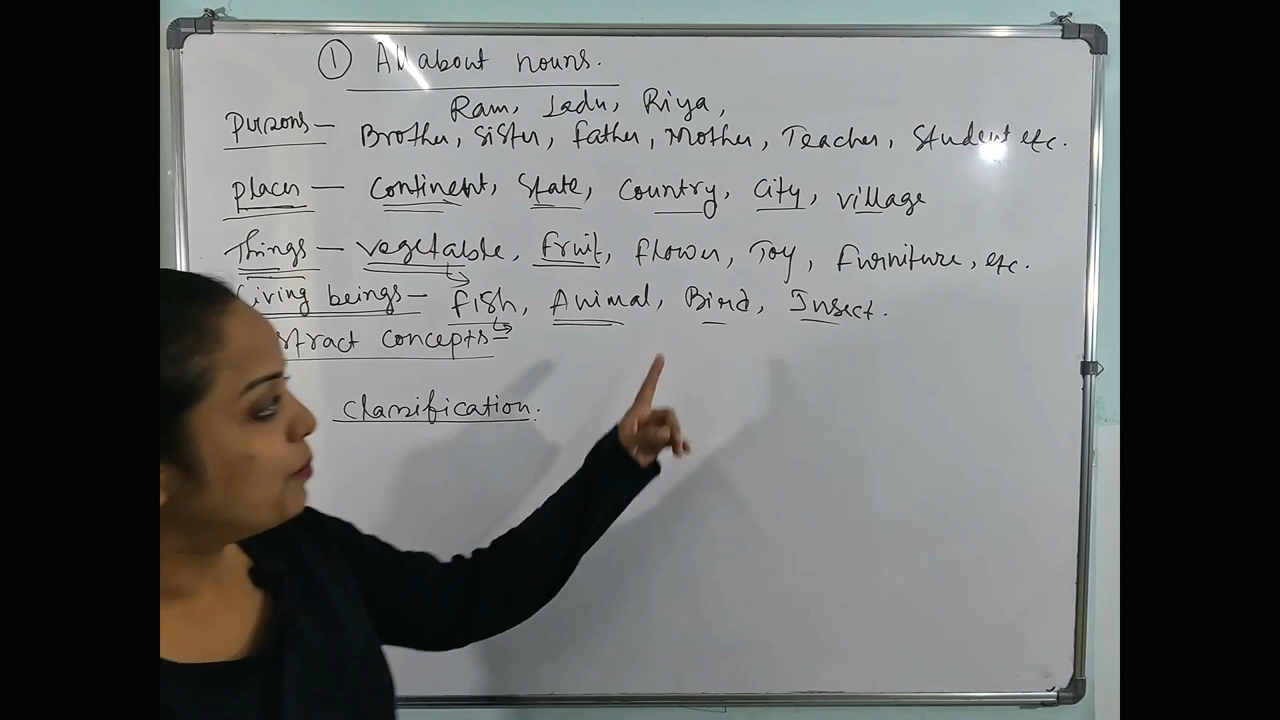 ① All about nouns.
Ram, Ladu, Riya,
Persons— Brother, Sister, Father, Mother, Teacher, Student etc.
places — Continent, State, Country, City, village
Things — vegetable, fruit, flower, Toy, furniture, etc.
living beings— fish, Animal, Bird, Insect.
stract concepts—
Classification.